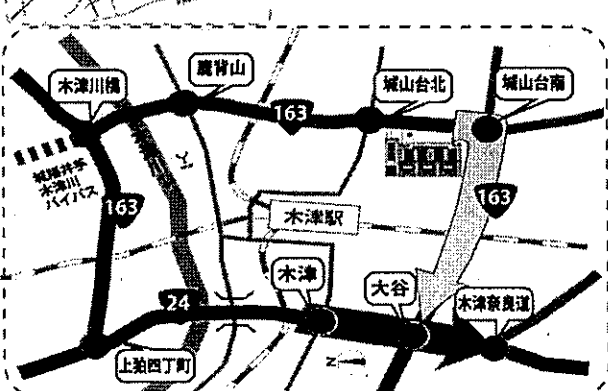 木津川橋
鹿背山
城山台北
城山台南
163
城陽井手
木津川
バイパス
163
163
木津駅
木津
大谷
木津奈良道
24
上狛四丁町
N